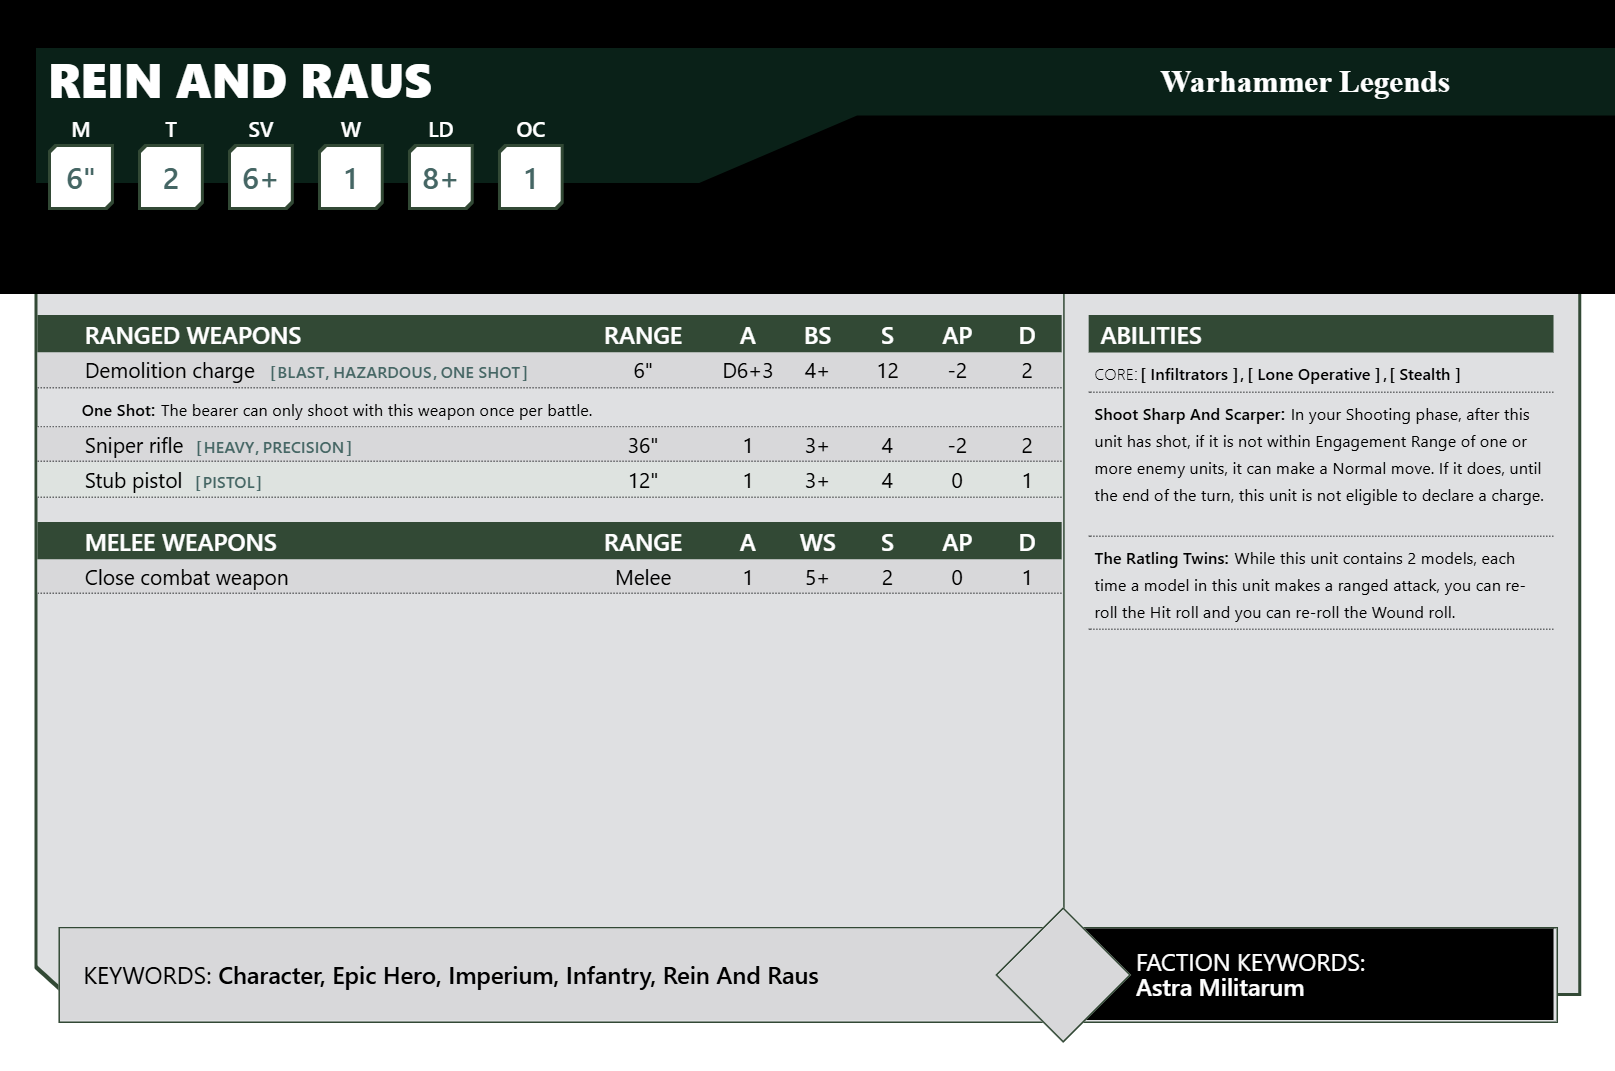 REIN AND RAUS
Warhammer Legends
M T SV W LD OC
6" 2 6+ 1 8+ 1
RANGED WEAPONS RANGE A BS S AP D
Demolition charge [BLAST, HAZARDOUS, ONE SHOT] 6" D6+3 4+ 12 -2 2
One Shot: The bearer can only shoot with this weapon once per battle.
Sniper rifle [HEAVY, PRECISION] 36" 1 3+ 4 -2 2
Stub pistol [PISTOL] 12" 1 3+ 4 0 1
MELEE WEAPONS RANGE A WS S AP D
Close combat weapon Melee 1 5+ 2 0 1
ABILITIES
CORE: [ Infiltrators ], [ Lone Operative ] , [ Stealth ]
Shoot Sharp And Scarper: In your Shooting phase, after this
unit has shot, if it is not within Engagement Range of one or
more enemy units, it can make a Normal move. If it does, until
the end of the turn, this unit is not eligible to declare a charge.
The Ratling Twins: While this unit contains 2 models, each
time a model in this unit makes a ranged attack, you can re-
roll the Hit roll and you can re-roll the Wound roll.
KEYWORDS: Character, Epic Hero, Imperium, Infantry, Rein And Raus
FACTION KEYWORDS:
Astra Militarum